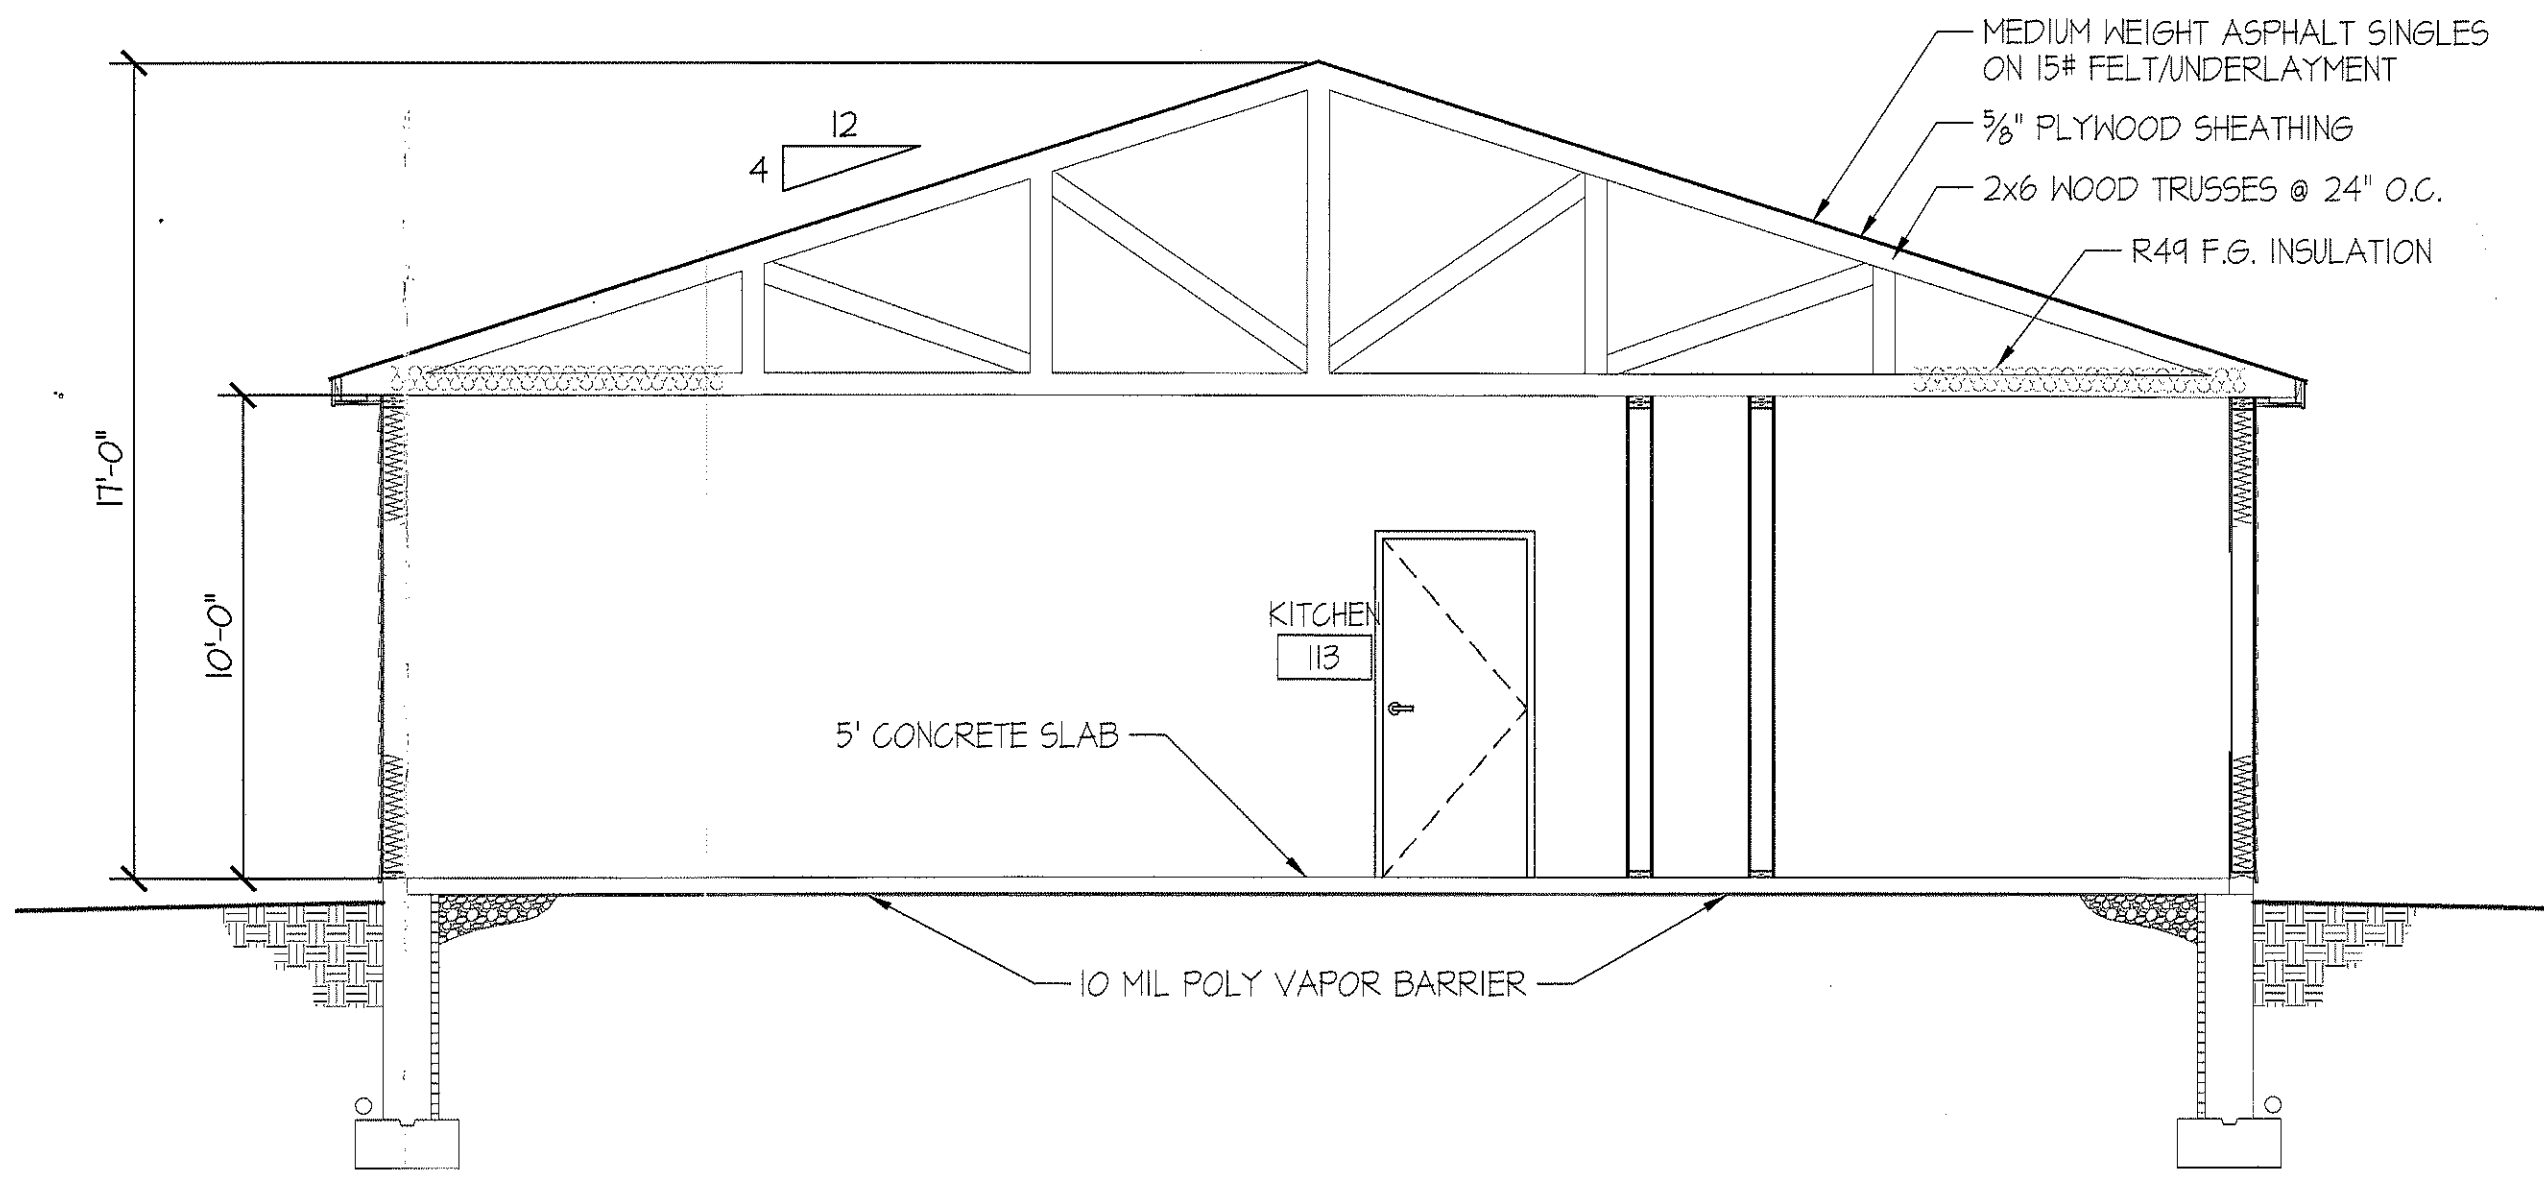 MEDIUM WEIGHT ASPHALT SINGLES
ON 15# FELT/UNDERLAYMENT
5/8" PLYWOOD SHEATHING
2x6 WOOD TRUSSES @ 24" O.C.
R49 F.G. INSULATION
12
4
17'-0"
10'-0"
KITCHEN
113
5' CONCRETE SLAB
10 MIL POLY VAPOR BARRIER